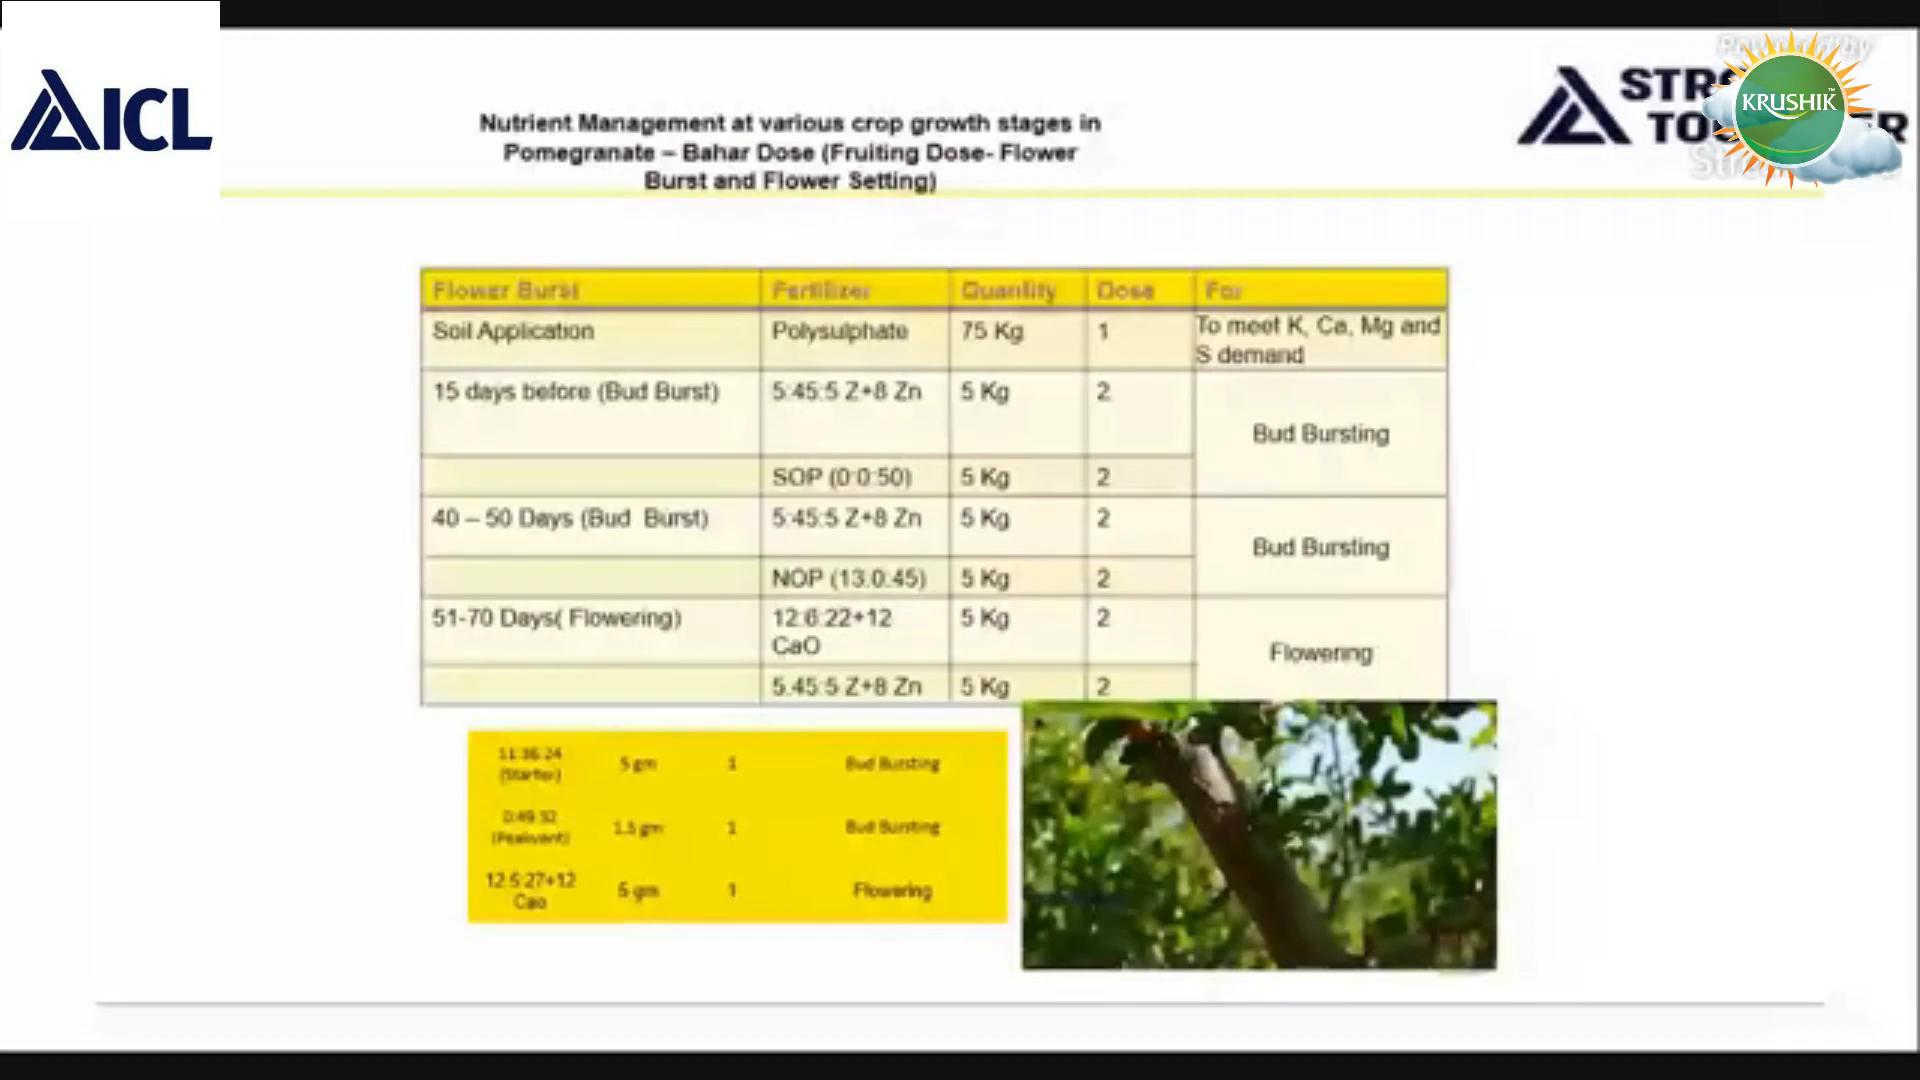 ICL
Powered by
KRUSHIK™
Nutrient Management at various crop growth stages in
Pomegranate – Bahar Dose (Fruiting Dose- Flower
Burst and Flower Setting)
Flower Burst Fertilizer Quantity Dose For
Soil Application Polysulphate 75 Kg 1 To meet K, Ca, Mg and
S demand
15 days before (Bud Burst) 5:45:5 Z+8 Zn 5 Kg 2
Bud Bursting
SOP (0:0:50) 5 Kg 2
40 – 50 Days (Bud Burst) 5:45:5 Z+8 Zn 5 Kg 2
Bud Bursting
NOP (13.0:45) 5 Kg 2
51-70 Days( Flowering) 12:6:22+12 5 Kg 2
CaO
Flowering
5.45:5 Z+8 Zn 5 Kg 2
11:36:24
(Starter) 5 gm 1 Bud Bursting
1.5 gm 1 Bud Bursting
12:5:27+12
Cao 5 gm 1 Flowering